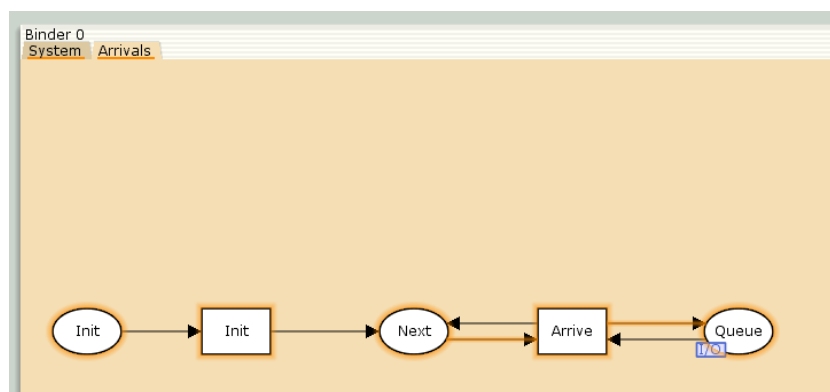 Binder 0
System Arrivals
Init Init Next Arrive Queue
I/O